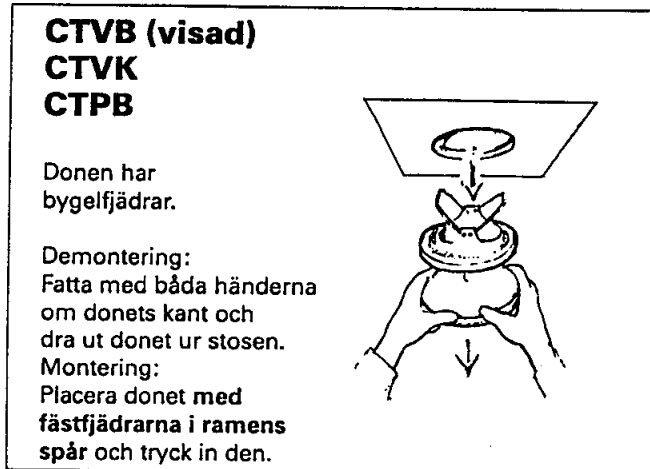 CTVB (visad)
CTVK
CTPB
Donen har
bygelfjädrar.
Demontering:
Fatta med båda händerna
om donets kant och
dra ut donet ur stosen.
Montering:
Placera donet med
fästfjädrarna i ramens
spår och tryck in den.